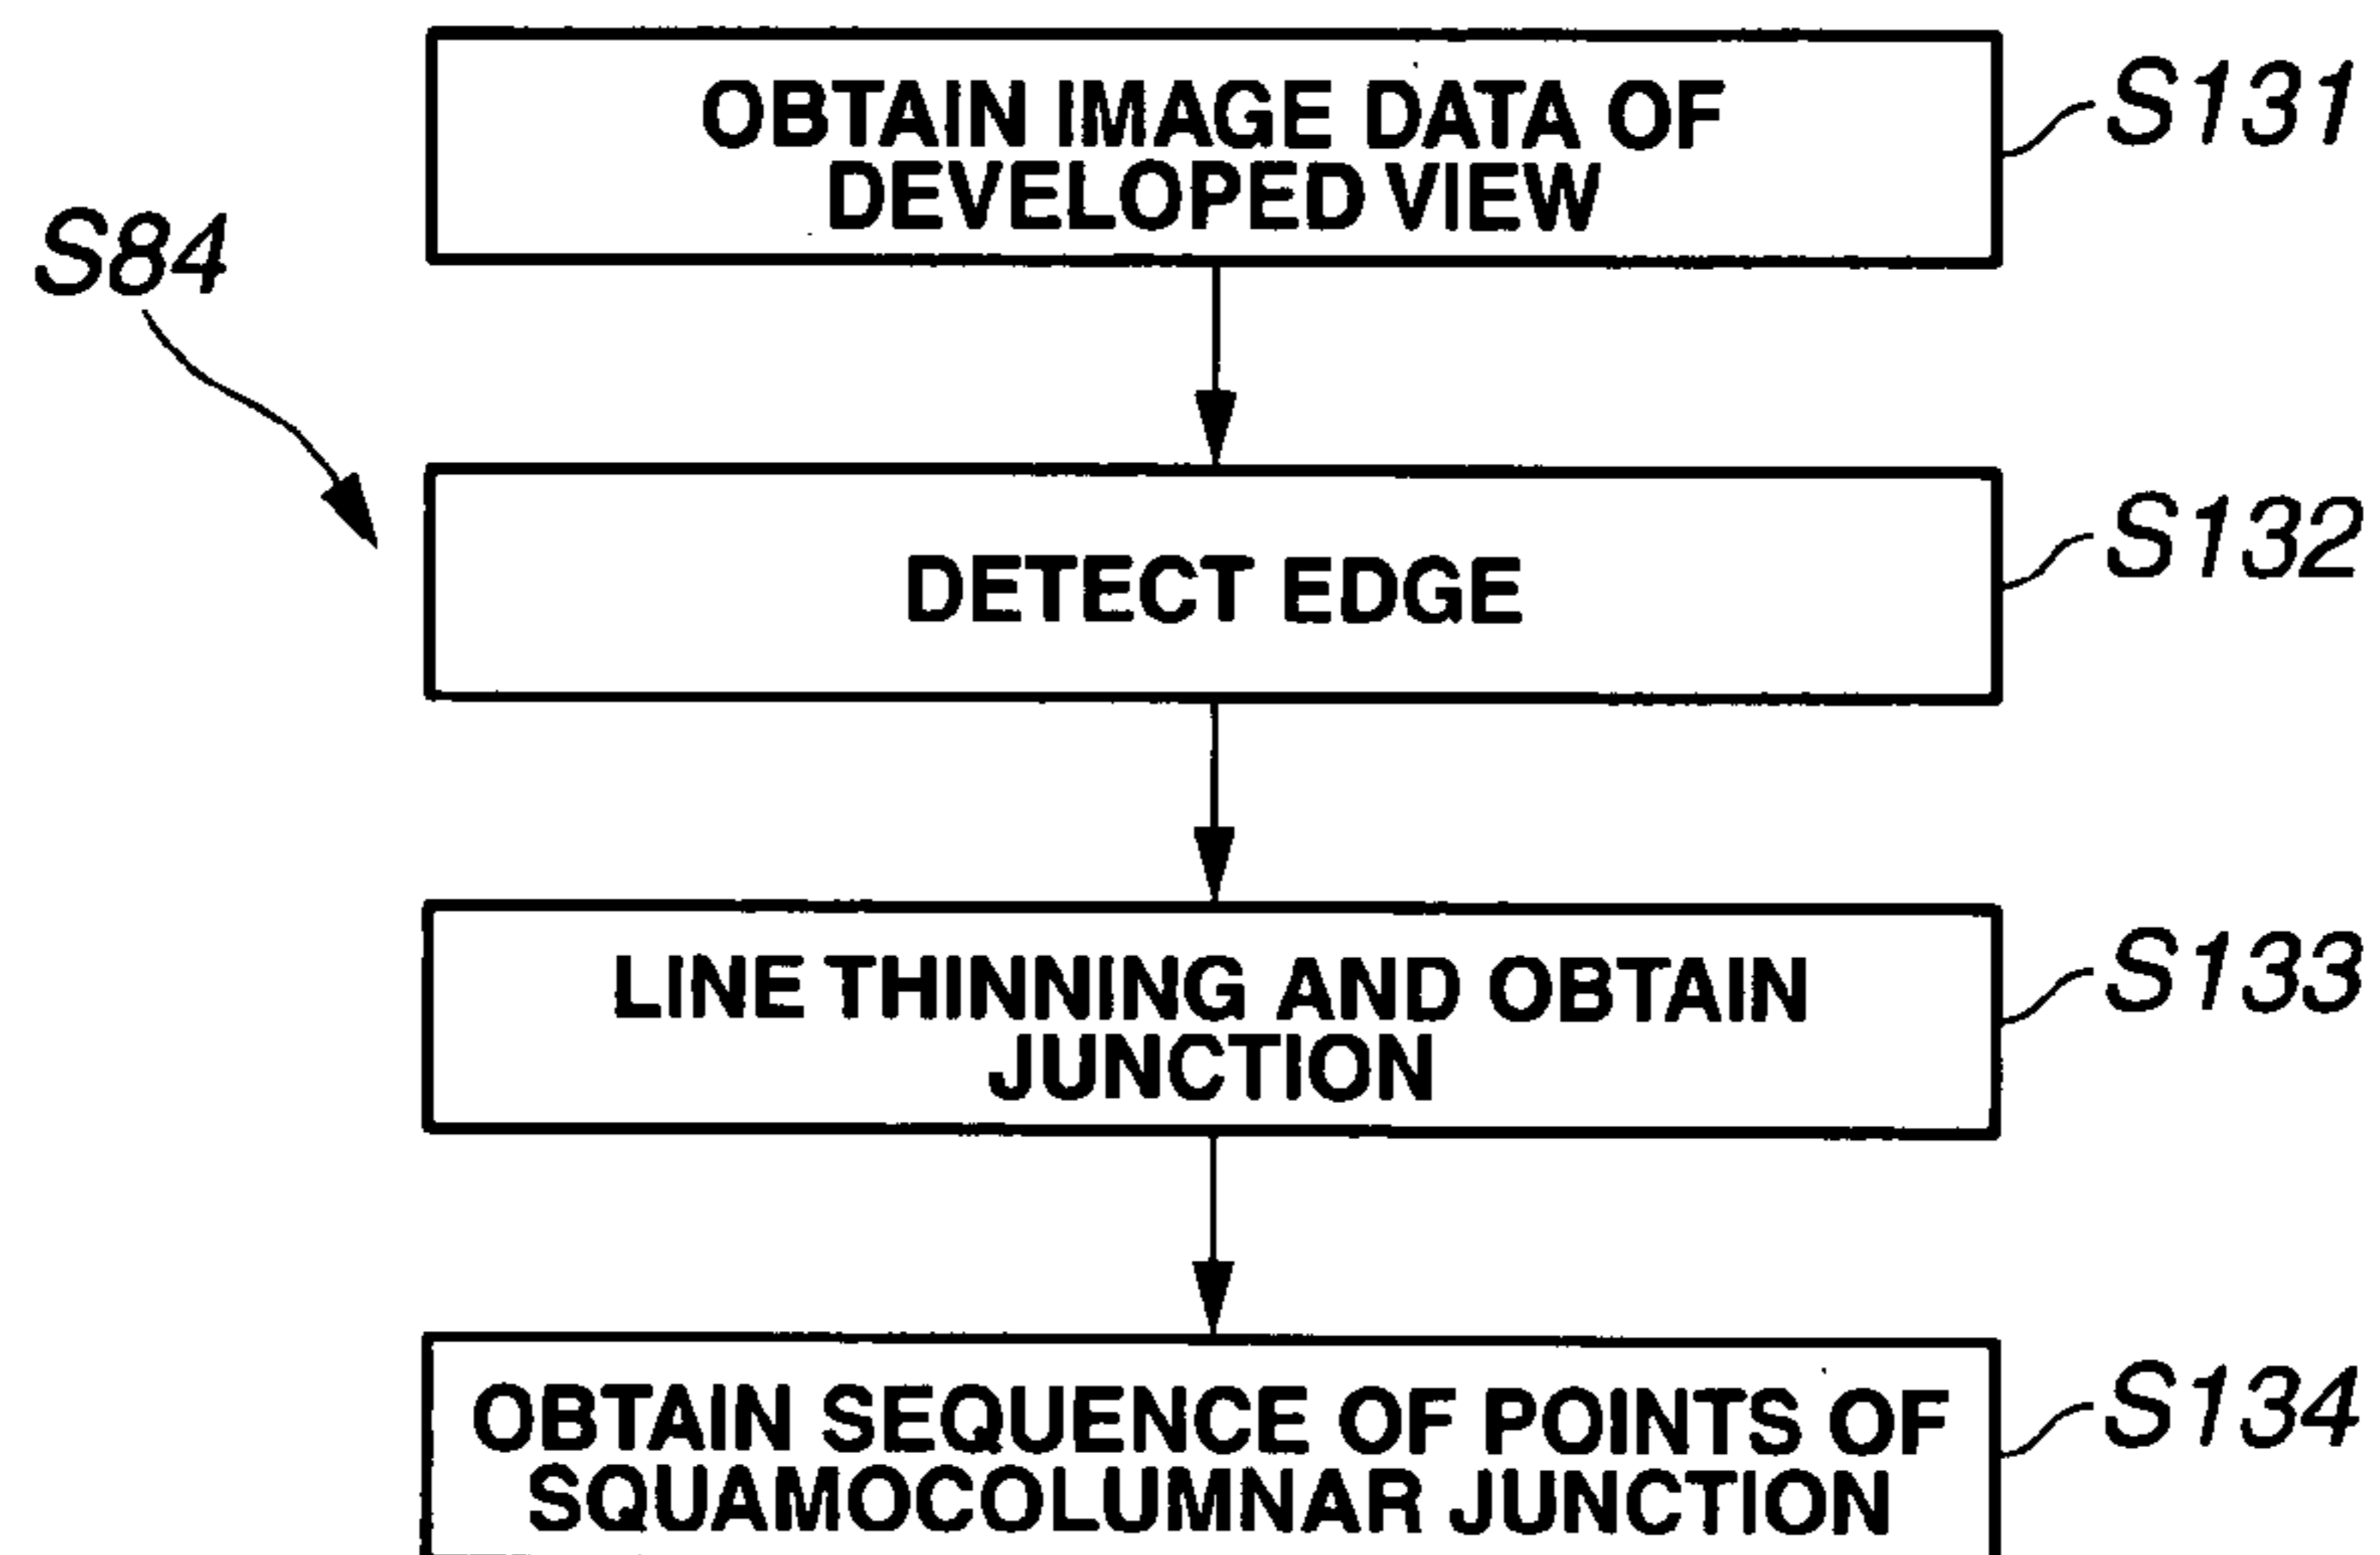 OBTAIN IMAGE DATA OF
DEVELOPED VIEW
S131
S84
DETECT EDGE
S132
LINE THINNING AND OBTAIN
JUNCTION
S133
OBTAIN SEQUENCE OF POINTS OF
SQUAMOCOLUMNAR JUNCTION
S134